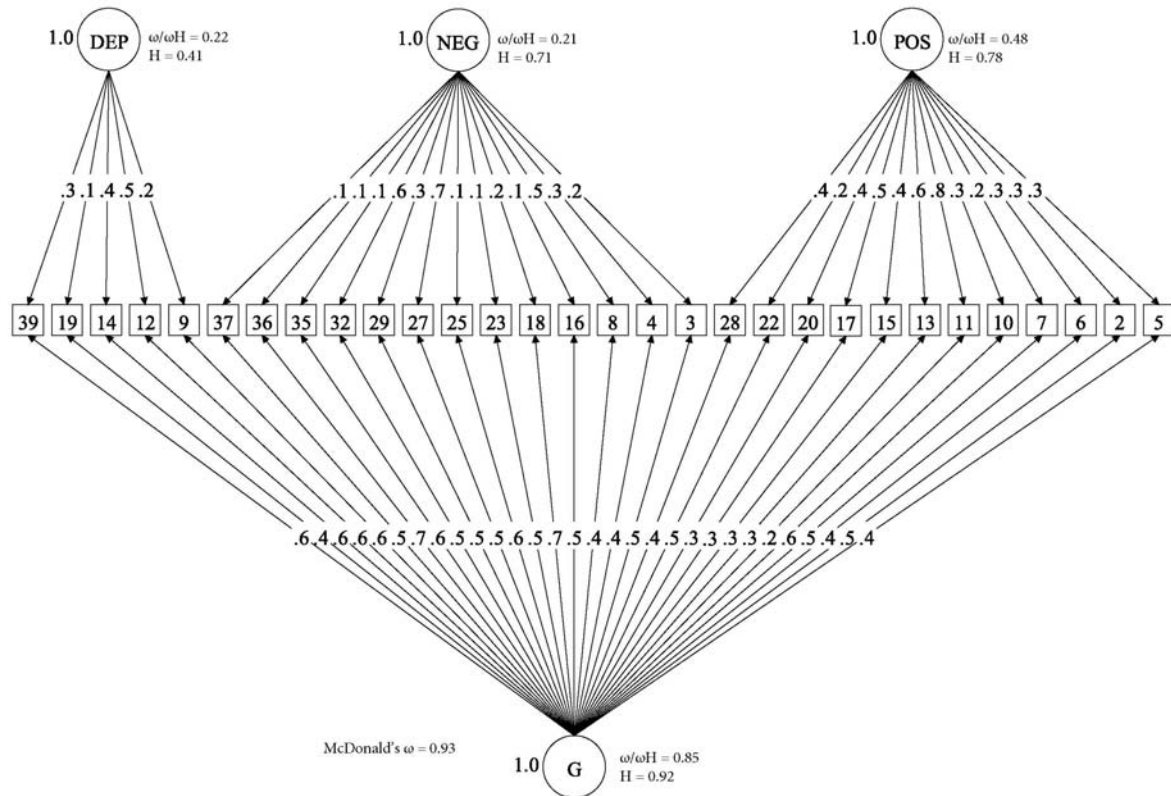 1.0 DEP ω/ωH = 0.22
H = 0.41
1.0 NEG ω/ωH = 0.21
H = 0.71
1.0 POS ω/ωH = 0.48
H = 0.78
.3 .1 .4 .5 .2
.1 .1 .1 .6 .3 .7 .1 .1 .2 .1 .5 .3 .2
.4 .2 .4 .5 .4 .6 .8 .3 .2 .3 .3 .3
39 19 14 12 9 37 36 35 32 29 27 25 23 18 16 8 4 3 28 22 20 17 15 13 11 10 7 6 2 5
.6 .4 .6 .6 .6 .5 .7 .6 .5 .5 .5 .6 .5 .7 .5 .4 .4 .5 .4 .5 .3 .3 .3 .3 .2 .6 .5 .4 .5 .4
McDonald's ω = 0.93
1.0 G ω/ωH = 0.85
H = 0.92